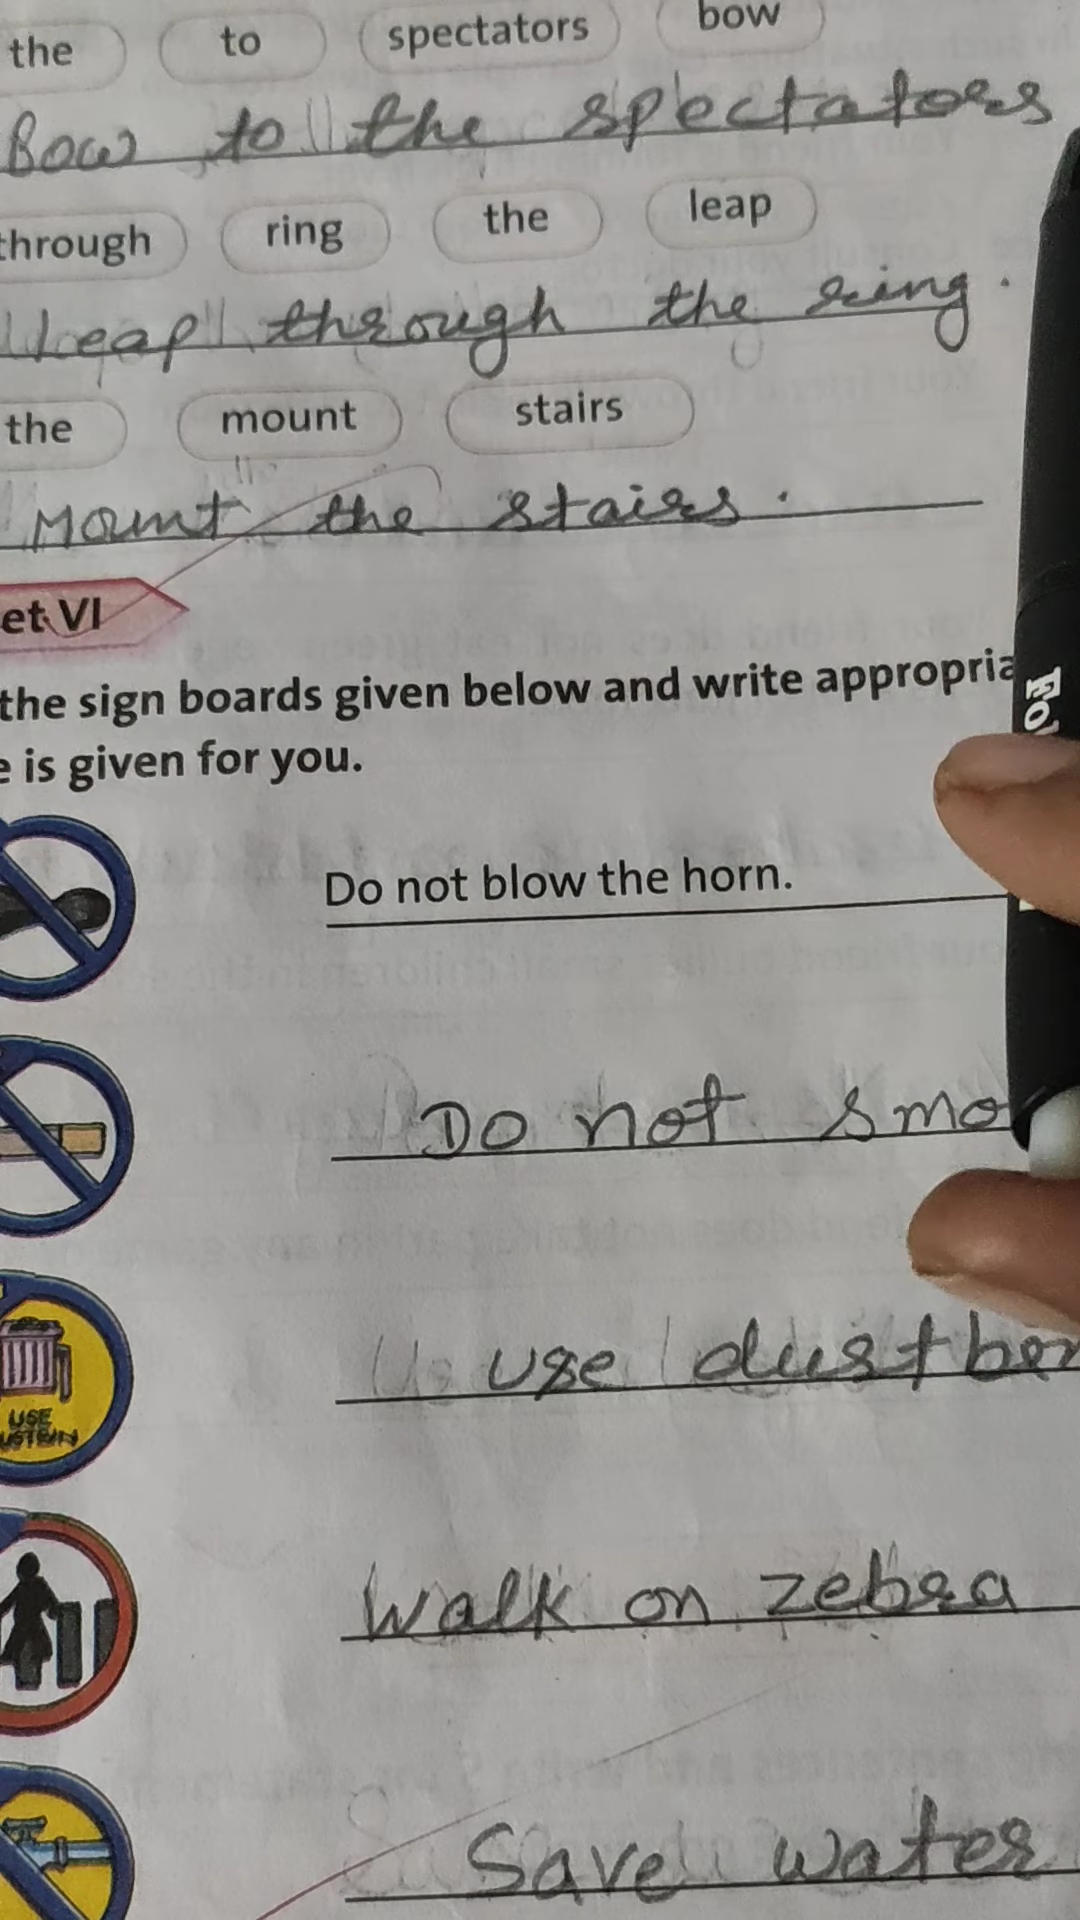 the to spectators bow
Bow to the spectators
through ring the leap
Leap through the ring.
the mount stairs
Mount the stairs.
et VI
the sign boards given below and write appropria
e is given for you.
Do not blow the horn.
Do not smo
USE
USTBIN
use dustben
Walk on zebra
Save water